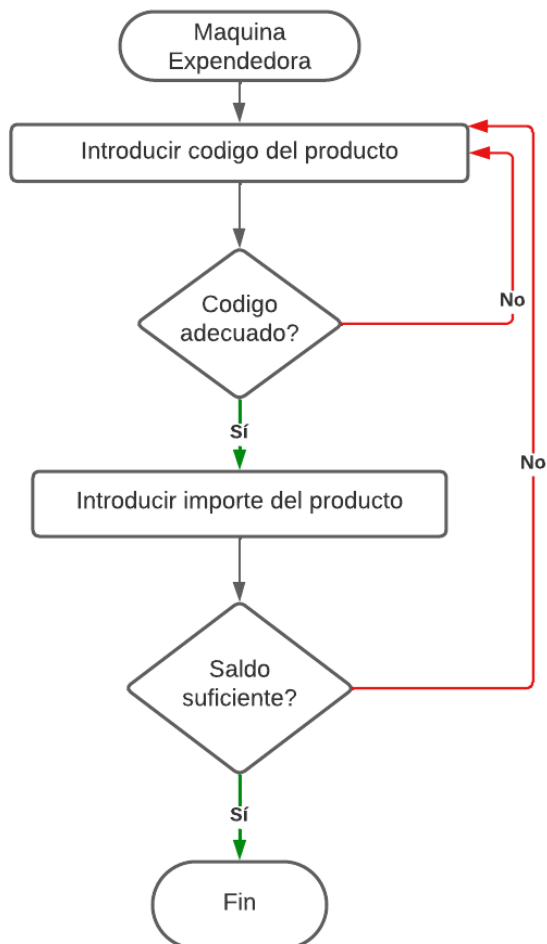 Maquina
Expendedora
Introducir codigo del producto
Codigo
adecuado?
No
Sí
Introducir importe del producto
No
Saldo
suficiente?
Sí
Fin